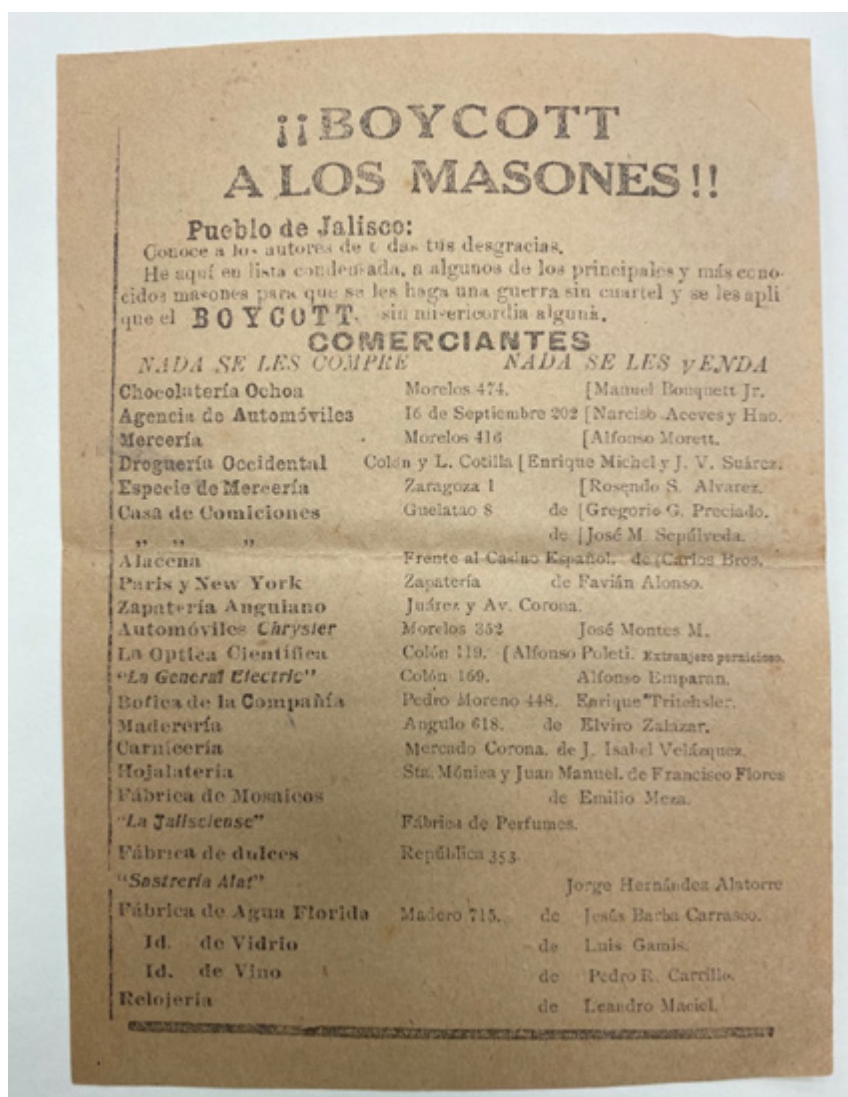 ¡¡BOYCOTT
A LOS MASONES!!
Pueblo de Jalisco:
Conoce a los autores de t das tus desgracias.
He aquí en lista condensada, a algunos de los principales y más cono-
cidos masones para que se les haga una guerra sin cuartel y se les apli
que el BOYCOTT, sin misericordia alguna.
COMERCIANTES
NADA SE LES COMPRE NADA SE LES VENDA
Chocolatería Ochoa Morelos 474. [Manuel Bouquett Jr.
Agencia de Automóviles 16 de Septiembre 202 [Narciso Aceves y Hno.
Mercería Morelos 416 [Alfonso Morett.
Droguería Occidental Colón y L. Cotilla [Enrique Michel y J. V. Suárez.
Especie de Mercería Zaragoza 1 [Rosendo S. Alvarez.
Casa de Comiciones Guelatao 8 de [Gregorio G. Preciado.
„ „ „ de [José M. Sepúlveda.
Alacena Frente al Casino Español. de (Carlos Bros.
Paris y New York Zapatería de Favián Alonso.
Zapatería Anguiano Juárez y Av. Corona.
Automóviles Chrysler Morelos 352 José Montes M.
La Optica Científica Colón 119. (Alfonso Poleti. Extranjero pernicioso.
"La General Electric" Colón 169. Alfonso Emparan.
Botica de la Compañía Pedro Moreno 448. Enrique Tritchsler.
Maderería Angulo 618. de Elviro Zalazar.
Carnicería Mercado Corona. de J. Isabel Velázquez.
Hojalatería Sta. Mónica y Juan Manuel. de Francisco Flores
Fábrica de Mosaicos de Emilio Meza.
"La Jalisciense" Fábrica de Perfumes.
Fábrica de dulces República 353.
"Sastrería Alat" Jorge Hernández Alatorre
Fábrica de Agua Florida Madero 715. de Jesús Barba Carrasco.
Id. de Vidrio de Luis Gamis.
Id. de Vino de Pedro R. Carrillo.
Relojería de Leandro Maciel.